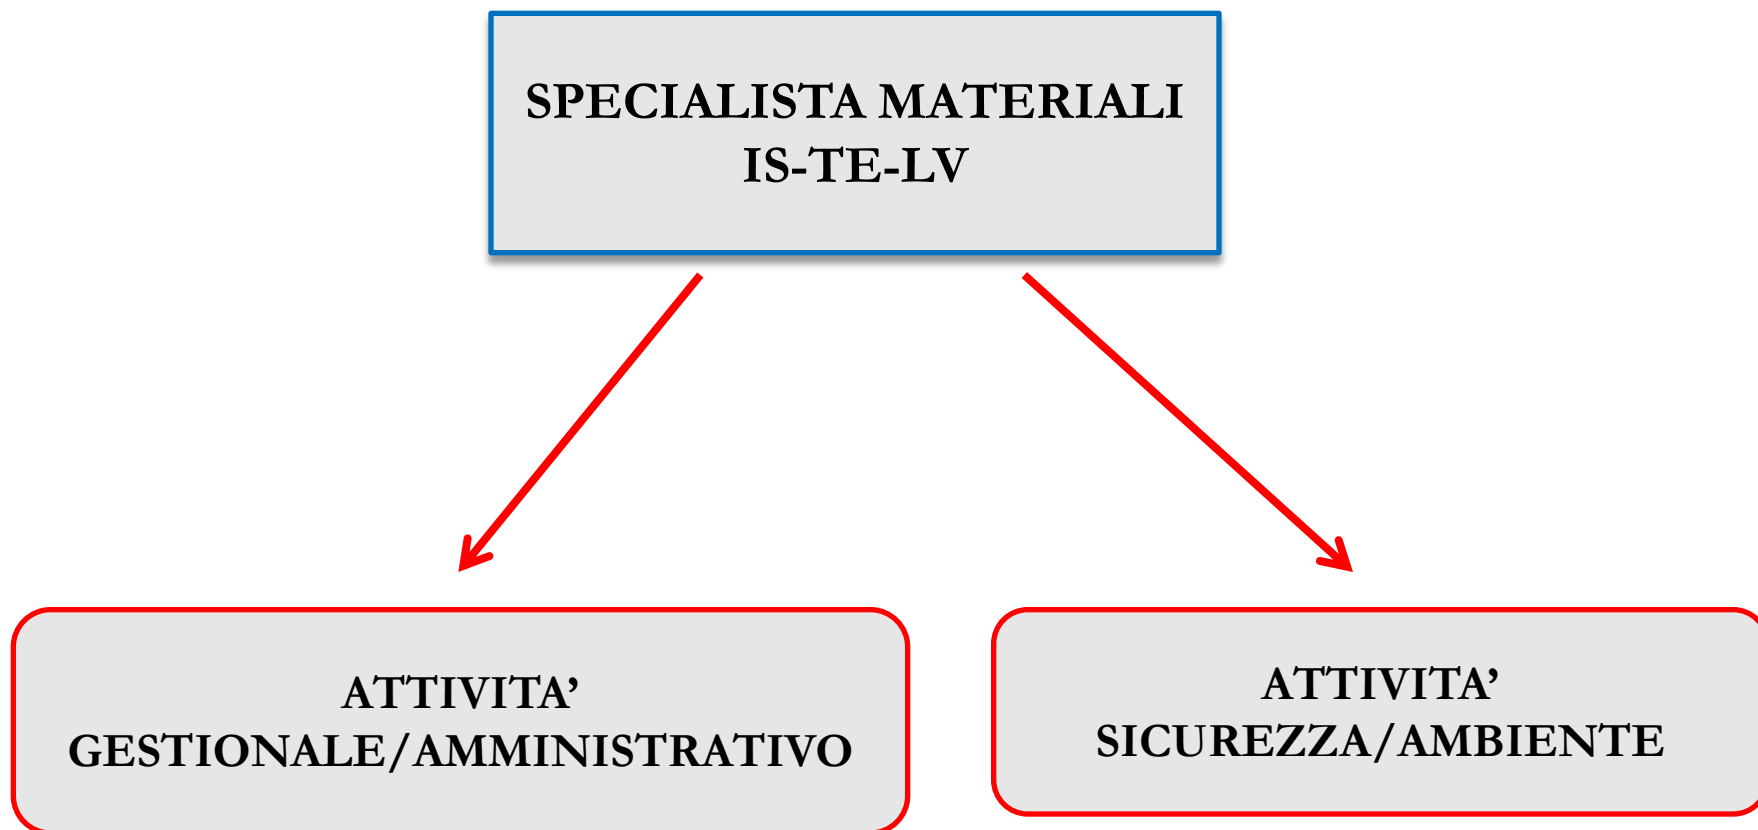 SPECIALISTA MATERIALI
IS-TE-LV
ATTIVITA’
GESTIONALE/AMMINISTRATIVO
ATTIVITA’
SICUREZZA/AMBIENTE